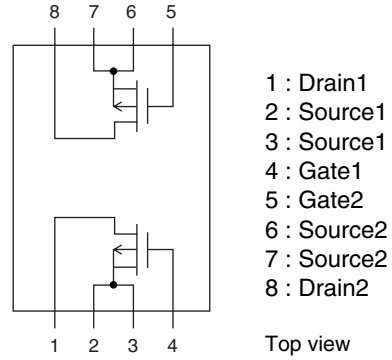 8 7 6 5
1 : Drain1
2 : Source1
3 : Source1
4 : Gate1
5 : Gate2
6 : Source2
7 : Source2
8 : Drain2
1 2 3 4
Top view